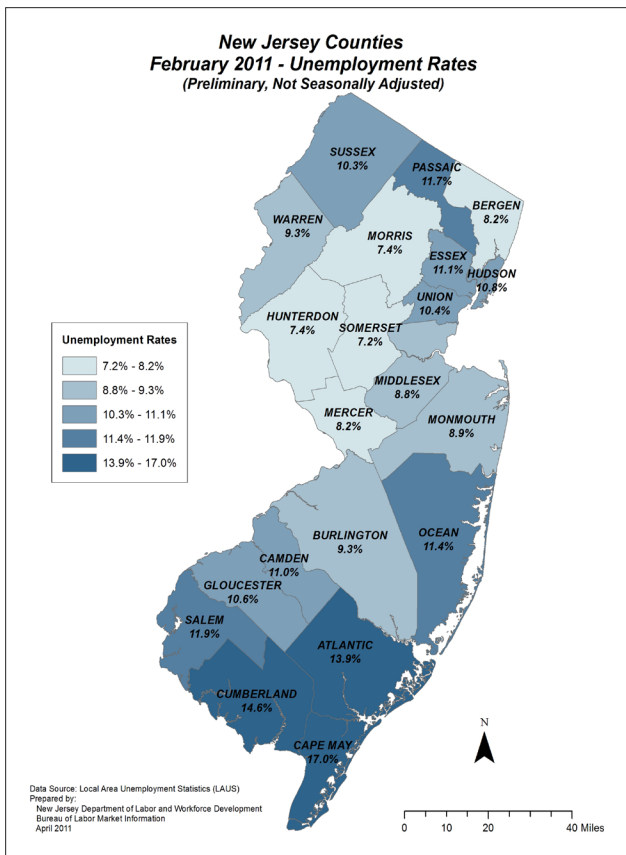 New Jersey Counties
February 2011 - Unemployment Rates
(Preliminary, Not Seasonally Adjusted)
SUSSEX
10.3%
PASSAIC
11.7%
BERGEN
8.2%
WARREN
9.3%
MORRIS
7.4%
ESSEX
11.1%
HUDSON
10.8%
UNION
10.4%
HUNTERDON
7.4%
SOMERSET
7.2%
MIDDLESEX
8.8%
MERCER
8.2%
MONMOUTH
8.9%
Unemployment Rates
7.2% - 8.2%
8.8% - 9.3%
10.3% - 11.1%
11.4% - 11.9%
13.9% - 17.0%
BURLINGTON
9.3%
OCEAN
11.4%
CAMDEN
11.0%
GLOUCESTER
10.6%
SALEM
11.9%
ATLANTIC
13.9%
CUMBERLAND
14.6%
CAPE MAY
17.0%
N
Data Source: Local Area Unemployment Statistics (LAUS)
Prepared by:
New Jersey Department of Labor and Workforce Development
Bureau of Labor Market Information
April 2011
0 10 20 40 Miles